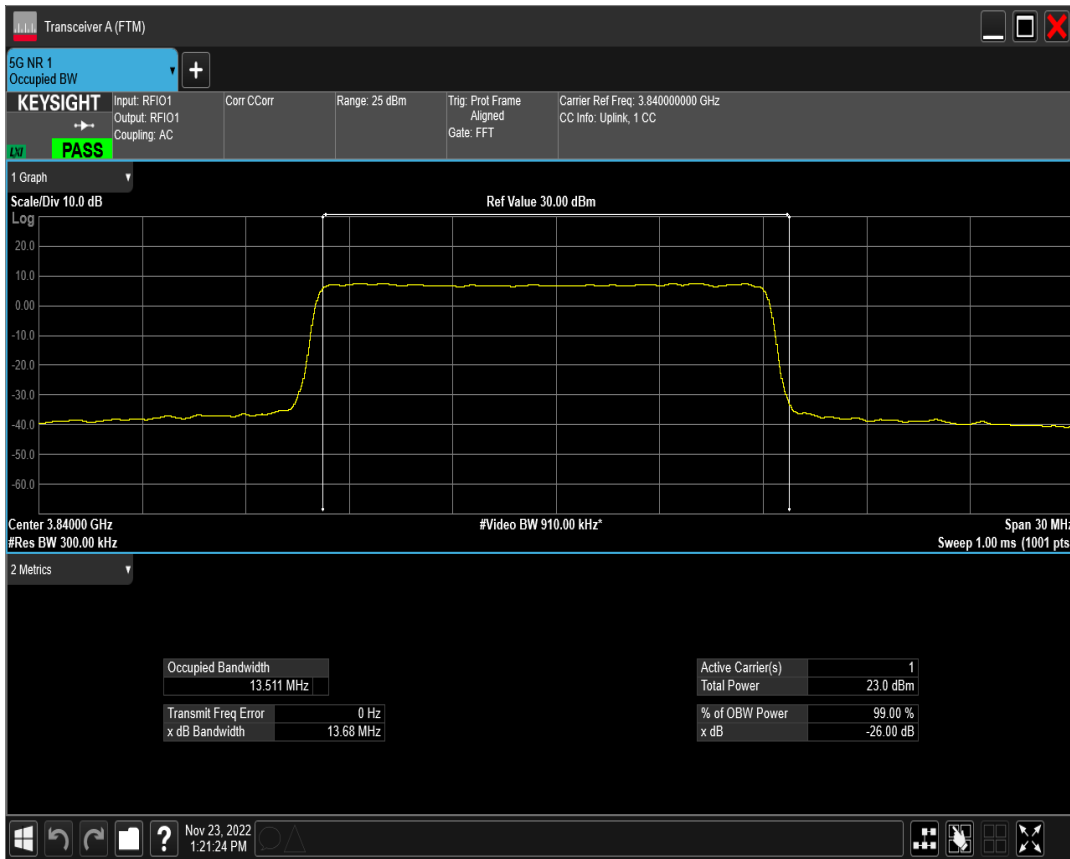 Transceiver A (FTM)
5G NR 1
Occupied BW
+
KEYSIGHT
LXI
PASS
Input: RFIO1
Output: RFIO1
Coupling: AC
Corr CCorr
Range: 25 dBm
Trig: Prot Frame
Aligned
Gate: FFT
Carrier Ref Freq: 3.840000000 GHz
CC Info: Uplink, 1 CC
1 Graph
Scale/Div 10.0 dB
Ref Value 30.00 dBm
Log
20.0
10.0
0.00
-10.0
-20.0
-30.0
-40.0
-50.0
-60.0
Center 3.84000 GHz
#Video BW 910.00 kHz*
Span 30 MHz
#Res BW 300.00 kHz
Sweep 1.00 ms (1001 pts
2 Metrics
Occupied Bandwidth
13.511 MHz
Transmit Freq Error 0 Hz
x dB Bandwidth 13.68 MHz
Active Carrier(s) 1
Total Power 23.0 dBm
% of OBW Power 99.00 %
x dB -26.00 dB
?
Nov 23, 2022
1:21:24 PM